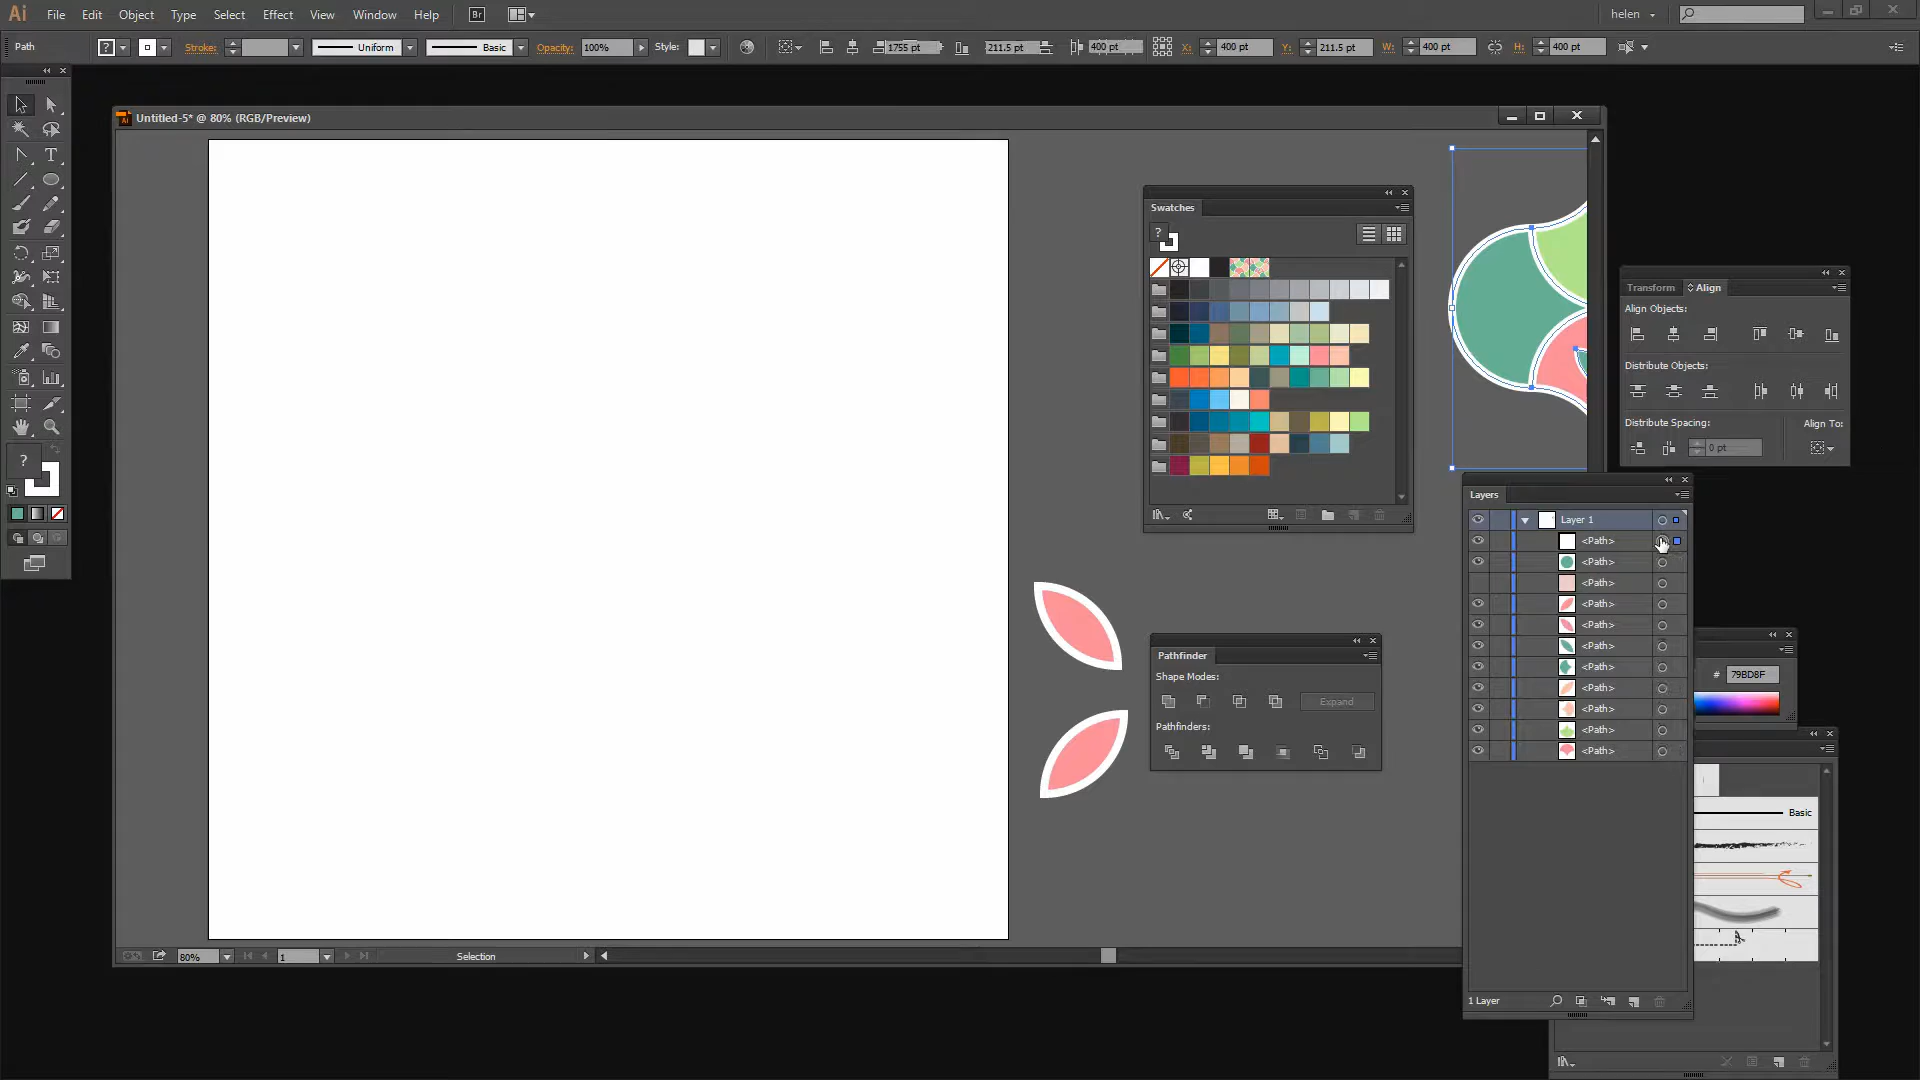 Ai File Edit Object Type Select Effect View Window Help Br helen
Path ? Stroke: Uniform Basic Opacity: 100% Style: 1755 pt 211.5 pt 400 pt X: 400 pt Y: 211.5 pt W: 400 pt H: 400 pt
Untitled-5* @ 80% (RGB/Preview)
T
Swatches
?
Transform Align
Align Objects:
Distribute Objects:
Distribute Spacing: Align To:
0 pt
?
Layers
Layer 1
<Path>
<Path>
<Path>
<Path>
<Path>
<Path>
<Path>
<Path>
<Path>
<Path>
<Path>
Pathfinder
Shape Modes:
Expand
Pathfinders:
# 79BD8F
Basic
80% 1 Selection
1 Layer